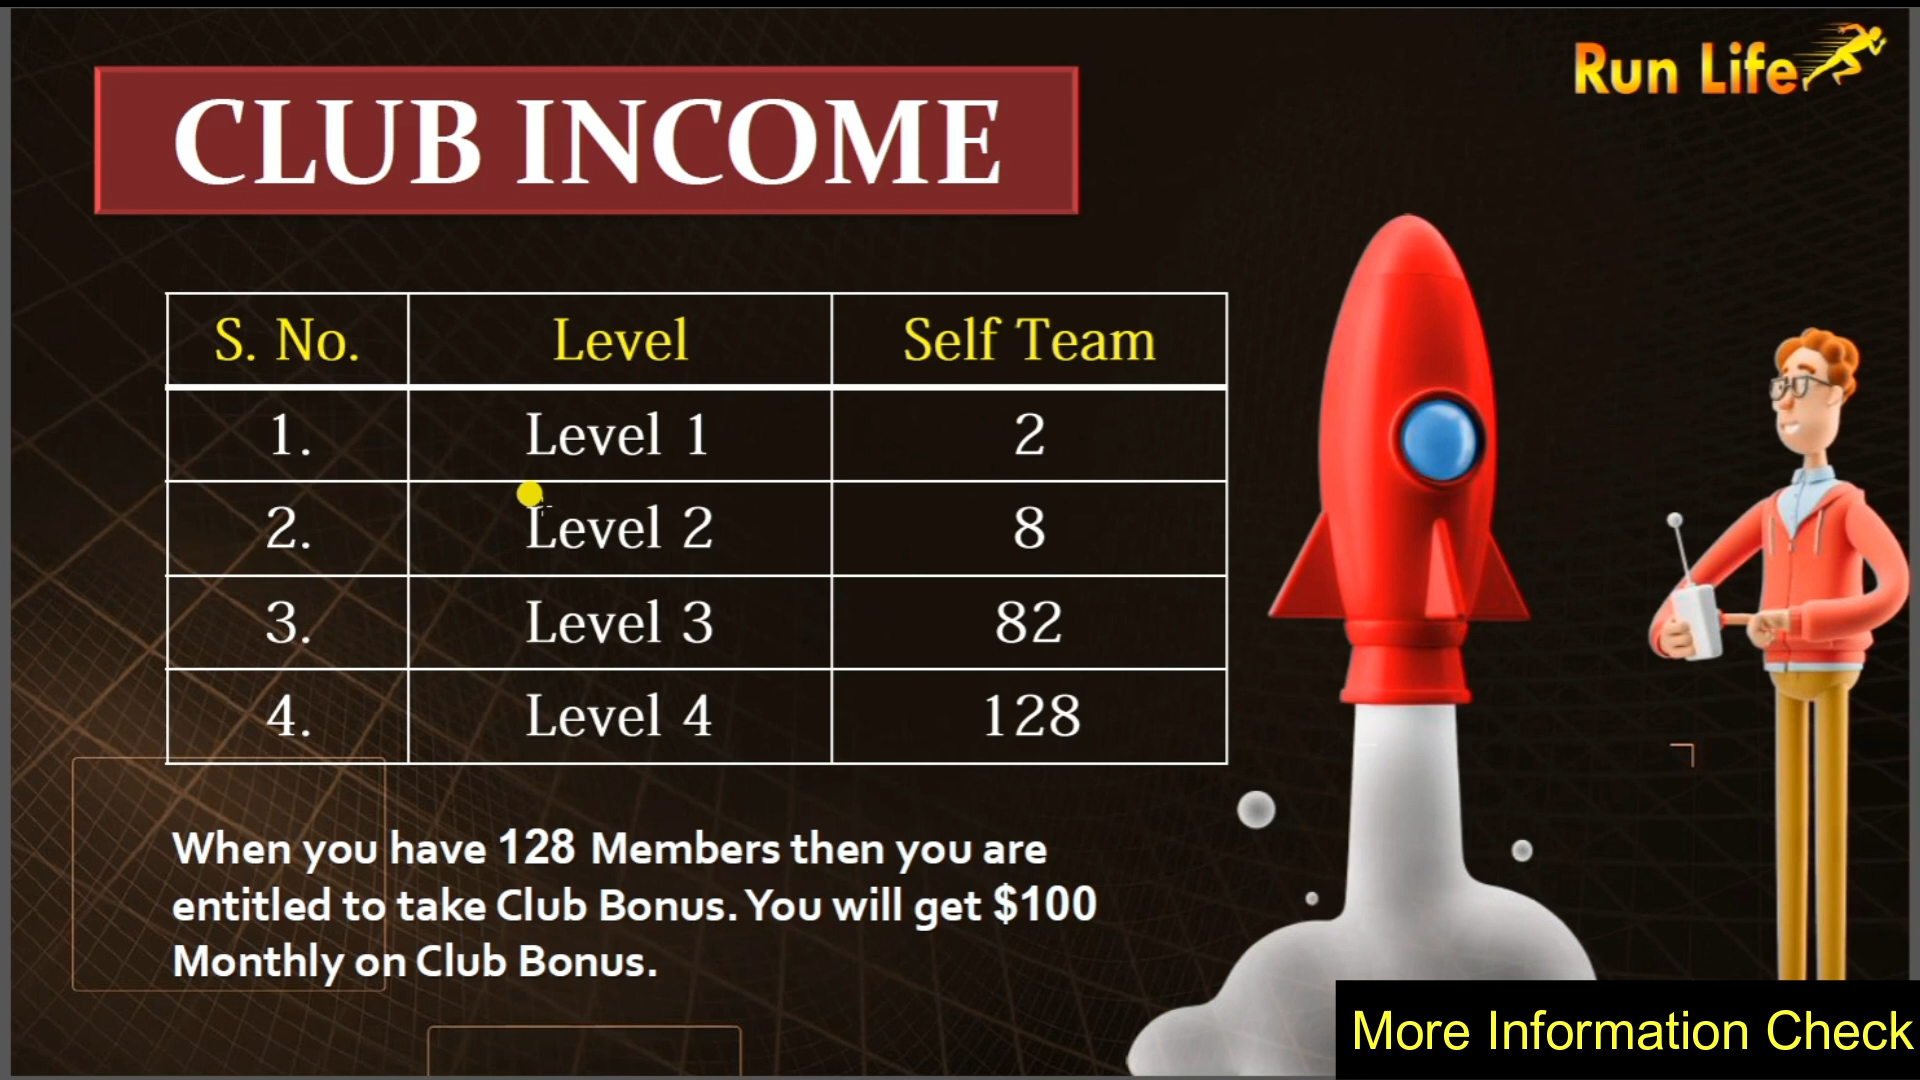 Run Life
CLUB INCOME
S. No. Level Self Team
1. Level 1 2
2. Level 2 8
3. Level 3 82
4. Level 4 128
When you have 128 Members then you are
entitled to take Club Bonus. You will get $100
Monthly on Club Bonus.
More Information Check